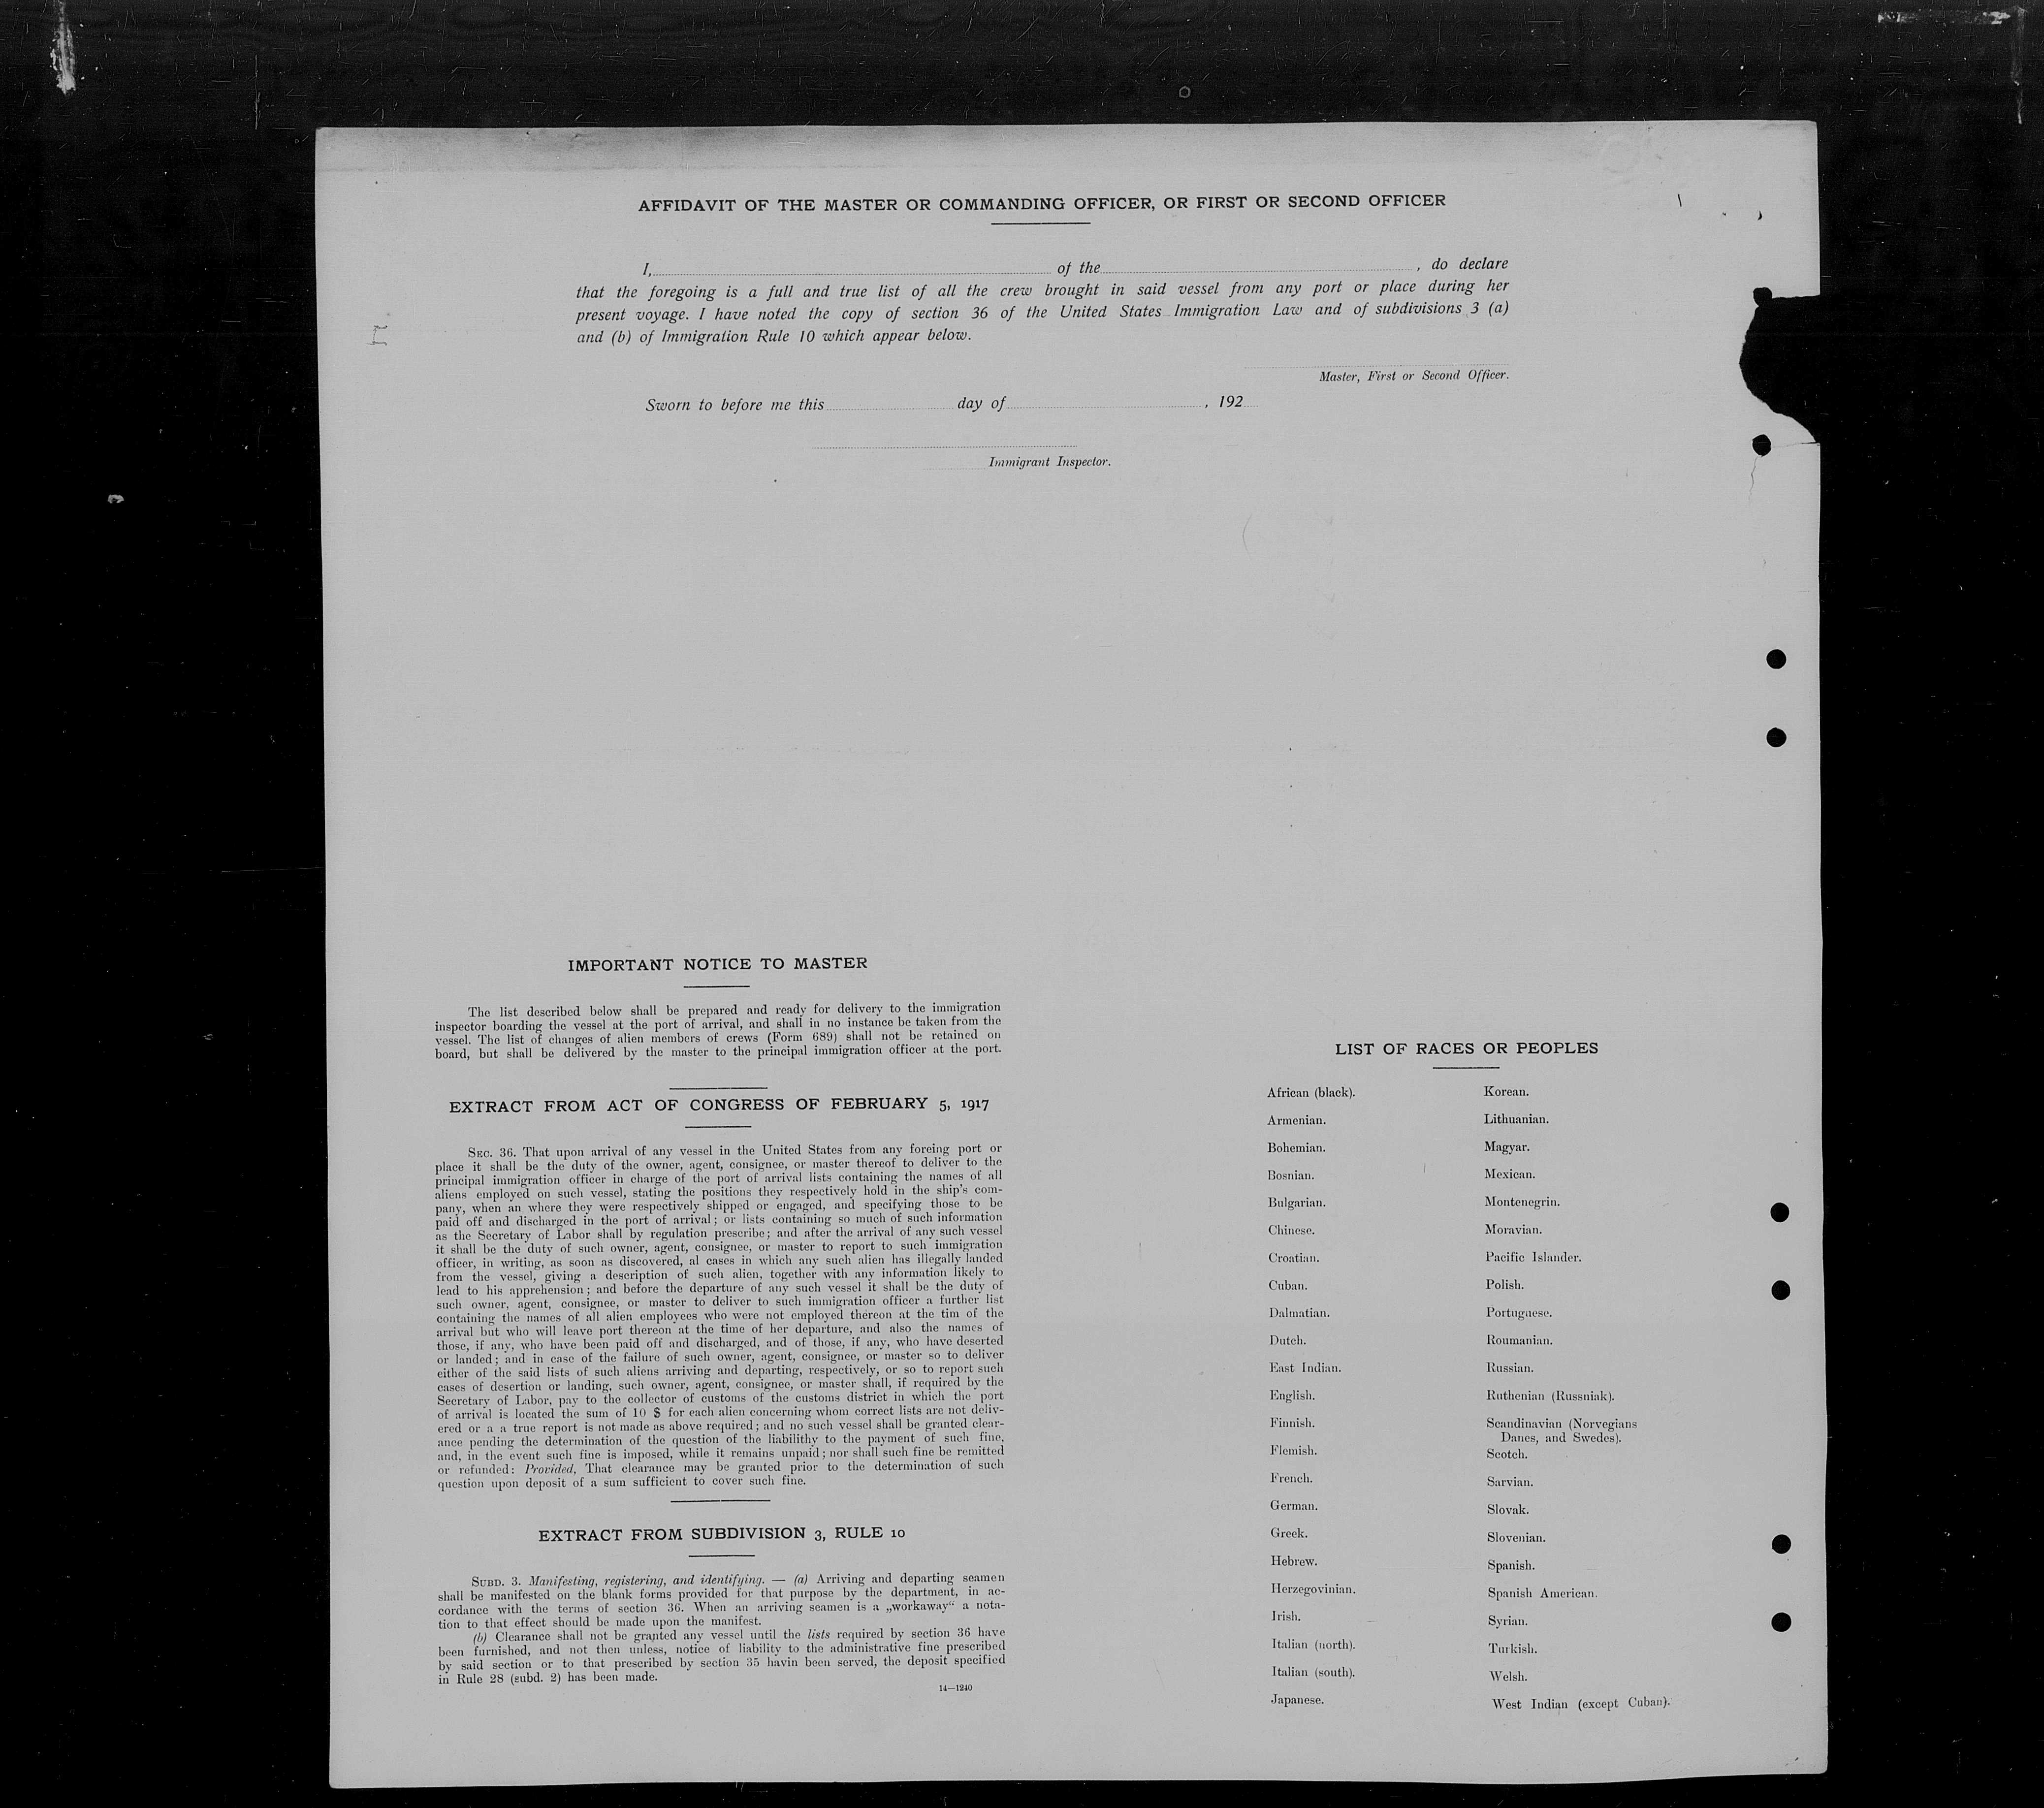 AFFIDAVIT OF THE MASTER OR COMMANDING OFFICER, OR FIRST OR SECOND OFFICER
I, of the , do declare
that the foregoing is a full and true list of all the crew brought in said vessel from any port or place during her
present voyage. I have noted the copy of section 36 of the United States Immigration Law and of subdivisions 3 (a)
and (b) of Immigration Rule 10 which appear below.
Master, First or Second Officer.
Sworn to before me this day of , 192
Immigrant Inspector.
IMPORTANT NOTICE TO MASTER
The list described below shall be prepared and ready for delivery to the immigration
inspector boarding the vessel at the port of arrival, and shall in no instance be taken from the
vessel. The list of changes of alien members of crews (Form 689) shall not be retained on
board, but shall be delivered by the master to the principal immigration officer at the port.
EXTRACT FROM ACT OF CONGRESS OF FEBRUARY 5, 1917
SEC. 36. That upon arrival of any vessel in the United States from any forcing port or
place it shall be the duty of the owner, agent, consignee, or master thereof to deliver to the
principal immigration officer in charge of the port of arrival lists containing the names of all
aliens employed on such vessel, stating the positions they respectively hold in the ship's com-
pany, when an where they were respectively shipped or engaged, and specifying those to be
paid off and discharged in the port of arrival; or lists containing so much of such information
as the Secretary of Labor shall by regulation prescribe; and after the arrival of any such vessel
it shall be the duty of such owner, agent, consignee, or master to report to such immigration
officer, in writing, as soon as discovered, al cases in which any such alien has illegally landed
from the vessel, giving a description of such alien, together with any information likely to
lead to his apprehension; and before the departure of any such vessel it shall be the duty of
such owner, agent, consignee, or master to deliver to such immigration officer a further list
containing the names of all alien employees who were not employed thereon at the tim of the
arrival but who will leave port thereon at the time of her departure, and also the names of
those, if any, who have been paid off and discharged, and of those, if any, who have deserted
or landed; and in case of the failure of such owner, agent, consignee, or master so to deliver
either of the said lists of such aliens arriving and departing, respectively, or so to report such
cases of desertion or landing, such owner, agent, consignee, or master shall, if required by the
Secretary of Labor, pay to the collector of customs of the customs district in which the port
of arrival is located the sum of 10 $ for each alien concerning whom correct lists are not deliv-
ered or a a true report is not made as above required; and no such vessel shall be granted clear-
ance pending the determination of the question of the liabilithy to the payment of such fine,
and, in the event such fine is imposed, while it remains unpaid; nor shall such fine be remitted
or refunded: Provided, That clearance may be granted prior to the determination of such
question upon deposit of a sum sufficient to cover such fine.
EXTRACT FROM SUBDIVISION 3, RULE 10
SUBD. 3. Manifesting, registering, and identifying. — (a) Arriving and departing seamen
shall be manifested on the blank forms provided for that purpose by the department, in ac-
cordance with the terms of section 36. When an arriving seamen is a „workaway“ a nota-
tion to that effect should be made upon the manifest.
(b) Clearance shall not be granted any vessel until the lists required by section 36 have
been furnished, and not then unless, notice of liability to the administrative fine prescribed
by said section or to that prescribed by section 35 havin been served, the deposit specified
in Rule 28 (subd. 2) has been made.
14—1240
LIST OF RACES OR PEOPLES
African (black).
Armenian.
Bohemian.
Bosnian.
Bulgarian.
Chinese.
Croatian.
Cuban.
Dalmatian.
Dutch.
East Indian.
English.
Finnish.
Flemish.
French.
German.
Greek.
Hebrew.
Herzegovinian.
Irish.
Italian (north).
Italian (south).
Japanese.
Korean.
Lithuanian.
Magyar.
Mexican.
Montenegrin.
Moravian.
Pacific Islander.
Polish.
Portuguese.
Roumanian.
Russian.
Ruthenian (Russniak).
Scandinavian (Norvegians
Danes, and Swedes).
Scotch.
Sarvian.
Slovak.
Slovenian.
Spanish.
Spanish American.
Syrian.
Turkish.
Welsh.
West Indian (except Cuban).